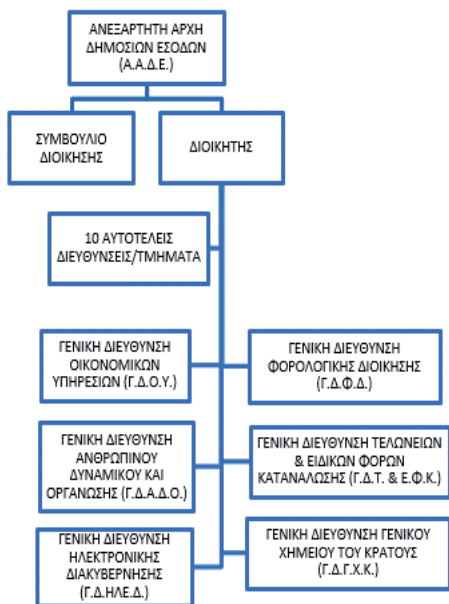 ΑΝΕΞΑΡΤΗΤΗ ΑΡΧΗ
ΔΗΜΟΣΙΩΝ ΕΣΟΔΩΝ
(Α.Α.Δ.Ε.)
ΣΥΜΒΟΥΛΙΟ
ΔΙΟΙΚΗΣΗΣ
ΔΙΟΙΚΗΤΗΣ
10 ΑΥΤΟΤΕΛΕΙΣ
ΔΙΕΥΘΥΝΣΕΙΣ/ΤΜΗΜΑΤΑ
ΓΕΝΙΚΗ ΔΙΕΥΘΥΝΣΗ
ΟΙΚΟΝΟΜΙΚΩΝ
ΥΠΗΡΕΣΙΩΝ (Γ.Δ.Ο.Υ.)
ΓΕΝΙΚΗ ΔΙΕΥΘΥΝΣΗ
ΦΟΡΟΛΟΓΙΚΗΣ ΔΙΟΙΚΗΣΗΣ
(Γ.Δ.Φ.Δ.)
ΓΕΝΙΚΗ ΔΙΕΥΘΥΝΣΗ
ΑΝΘΡΩΠΙΝΟΥ
ΔΥΝΑΜΙΚΟΥ ΚΑΙ
ΟΡΓΑΝΩΣΗΣ (Γ.Δ.Α.Δ.Ο.)
ΓΕΝΙΚΗ ΔΙΕΥΘΥΝΣΗ ΤΕΛΩΝΕΙΩΝ
& ΕΙΔΙΚΩΝ ΦΟΡΩΝ
ΚΑΤΑΝΑΛΩΣΗΣ (Γ.Δ.Τ. & Ε.Φ.Κ.)
ΓΕΝΙΚΗ ΔΙΕΥΘΥΝΣΗ
ΗΛΕΚΤΡΟΝΙΚΗΣ
ΔΙΑΚΥΒΕΡΝΗΣΗΣ
(Γ.Δ.ΗΛΕ.Δ.)
ΓΕΝΙΚΗ ΔΙΕΥΘΥΝΣΗ ΓΕΝΙΚΟΥ
ΧΗΜΕΙΟΥ ΤΟΥ ΚΡΑΤΟΥΣ
(Γ.Δ.Γ.Χ.Κ.)